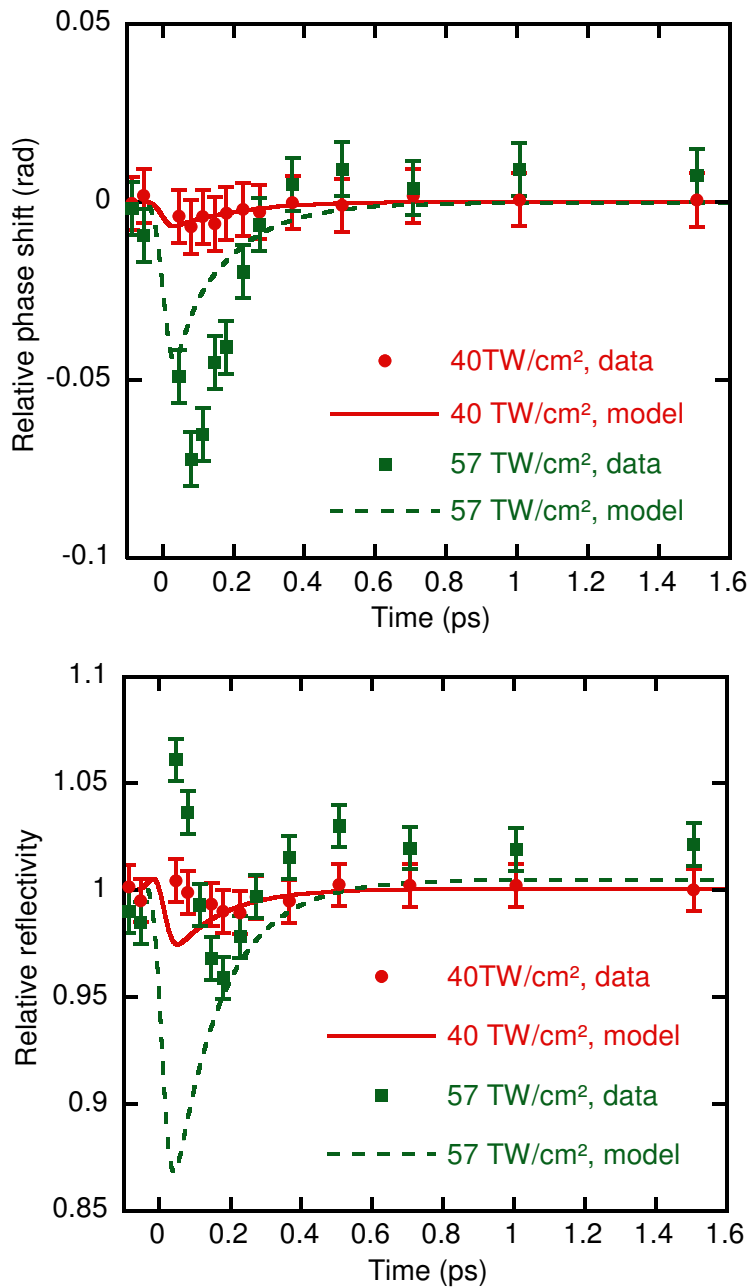 0.05
0
-0.05
-0.1
Relative phase shift (rad)
40TW/cm², data
40 TW/cm², model
57 TW/cm², data
57 TW/cm², model
0 0.2 0.4 0.6 0.8 1 1.2 1.4 1.6
Time (ps)
1.1
1.05
1
0.95
0.9
0.85
Relative reflectivity
40TW/cm², data
40 TW/cm², model
57 TW/cm², data
57 TW/cm², model
0 0.2 0.4 0.6 0.8 1 1.2 1.4 1.6
Time (ps)